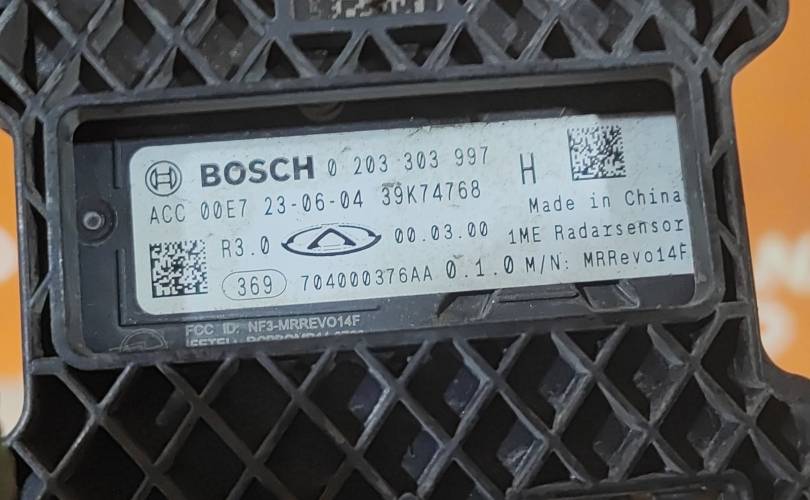 BOSCH 0 203 303 997 H
ACC 00E7 23-06-04 39K74768 Made in China
R3.0 00.03.00 1ME Radarsensor
369 704000376AA 0.1.0 M/N: MRRevo14F
FCC ID: NF3-MRREVO14F